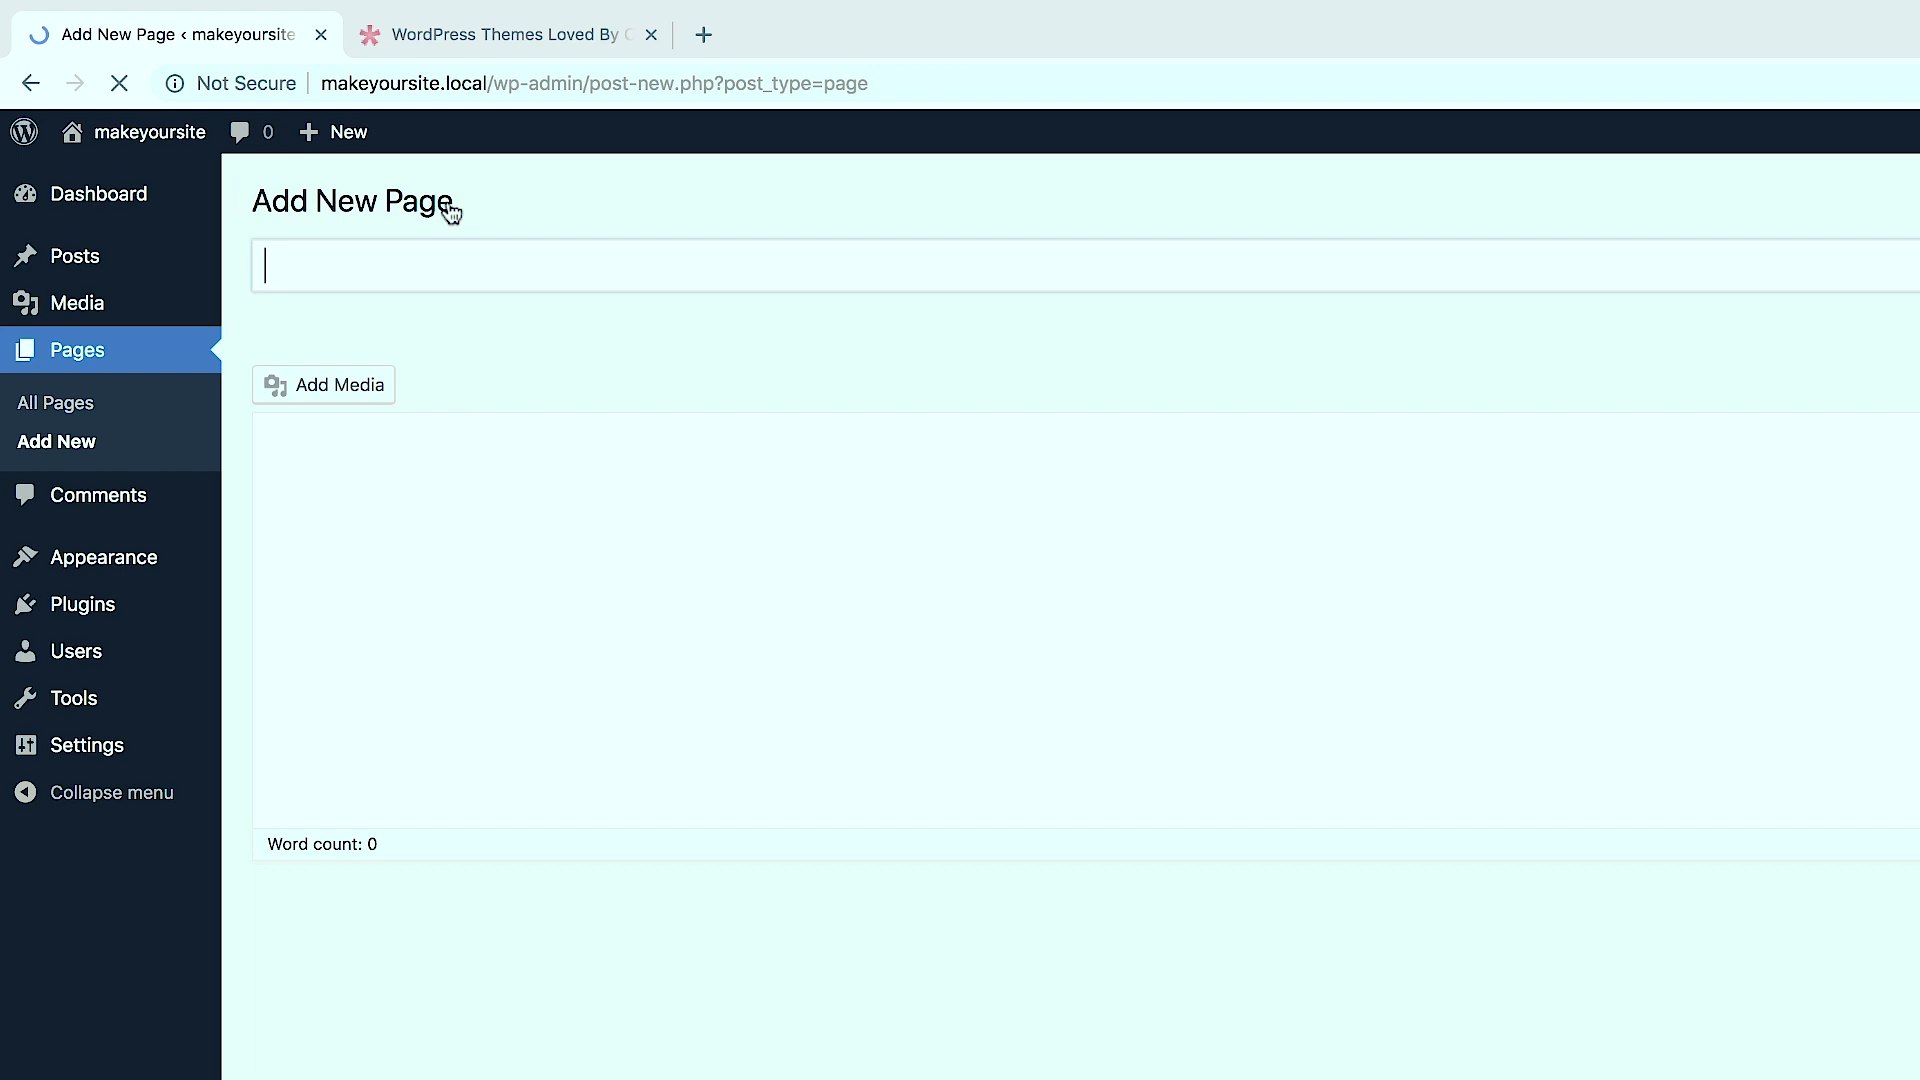 Add New Page ‹ makeyoursite
WordPress Themes Loved By
Not Secure
makeyoursite.local/wp-admin/post-new.php?post_type=page
makeyoursite
0
New
Dashboard
Posts
Media
Pages
All Pages
Add New
Comments
Appearance
Plugins
Users
Tools
Settings
Collapse menu
Add New Page
Add Media
Word count: 0